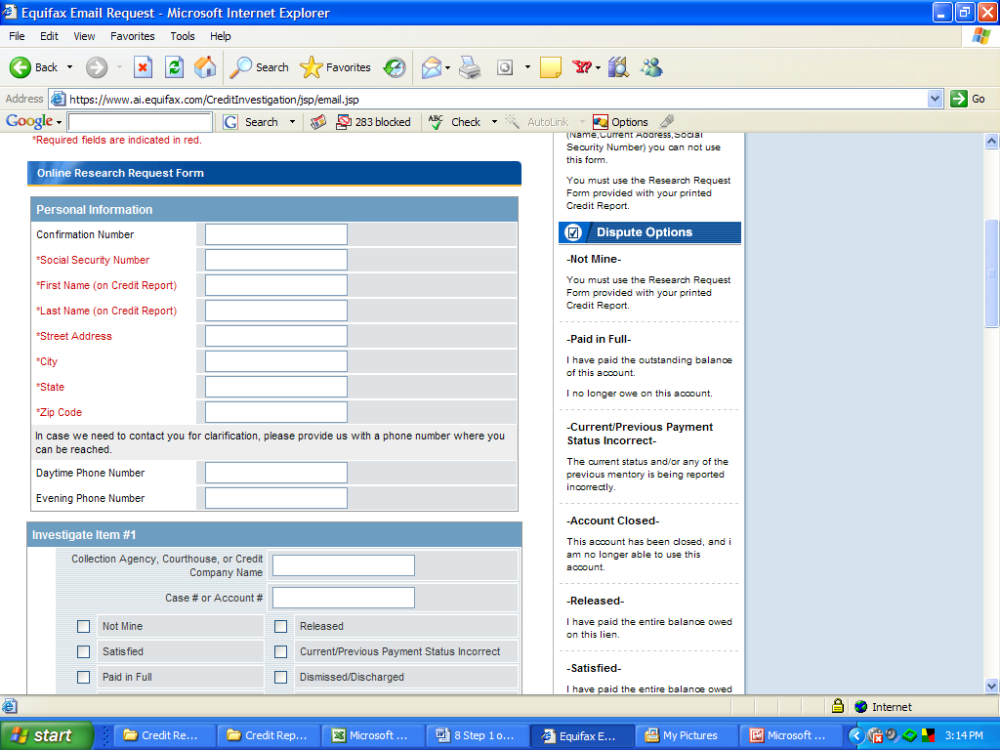 Equifax Email Request - Microsoft Internet Explorer
File Edit View Favorites Tools Help
Back Search Favorites
Address https://www.ai.equifax.com/CreditInvestigation/jsp/email.jsp Go
Google Search 283 blocked ABC Check AutoLink Options
*Required fields are indicated in red.
Online Research Request Form
Personal Information
Confirmation Number
*Social Security Number
*First Name (on Credit Report)
*Last Name (on Credit Report)
*Street Address
*City
*State
*Zip Code
In case we need to contact you for clarification, please provide us with a phone number where you
can be reached.
Daytime Phone Number
Evening Phone Number
Investigate Item #1
Collection Agency, Courthouse, or Credit
Company Name
Case # or Account #
Not Mine Released
Satisfied Current/Previous Payment Status Incorrect
Paid in Full Dismissed/Discharged
(Name,Current Address,Social
Security Number) you can not use
this form.
You must use the Research Request
Form provided with your printed
Credit Report.
Dispute Options
-Not Mine-
You must use the Research Request
Form provided with your printed
Credit Report.
-Paid in Full-
I have paid the outstanding balance
of this account.
I no longer owe on this account.
-Current/Previous Payment
Status Incorrect-
The current status and/or any of the
previous mentory is being reported
incorrectly.
-Account Closed-
This account has been closed, and i
am no longer able to use this
account.
-Released-
I have paid the entire balance owed
on this lien.
-Satisfied-
I have paid the entire balance owed
Internet
start Credit Re... Credit Rep... Microsoft ... 8 Step 1 o... Equifax E... My Pictures Microsoft ... 3:14 PM